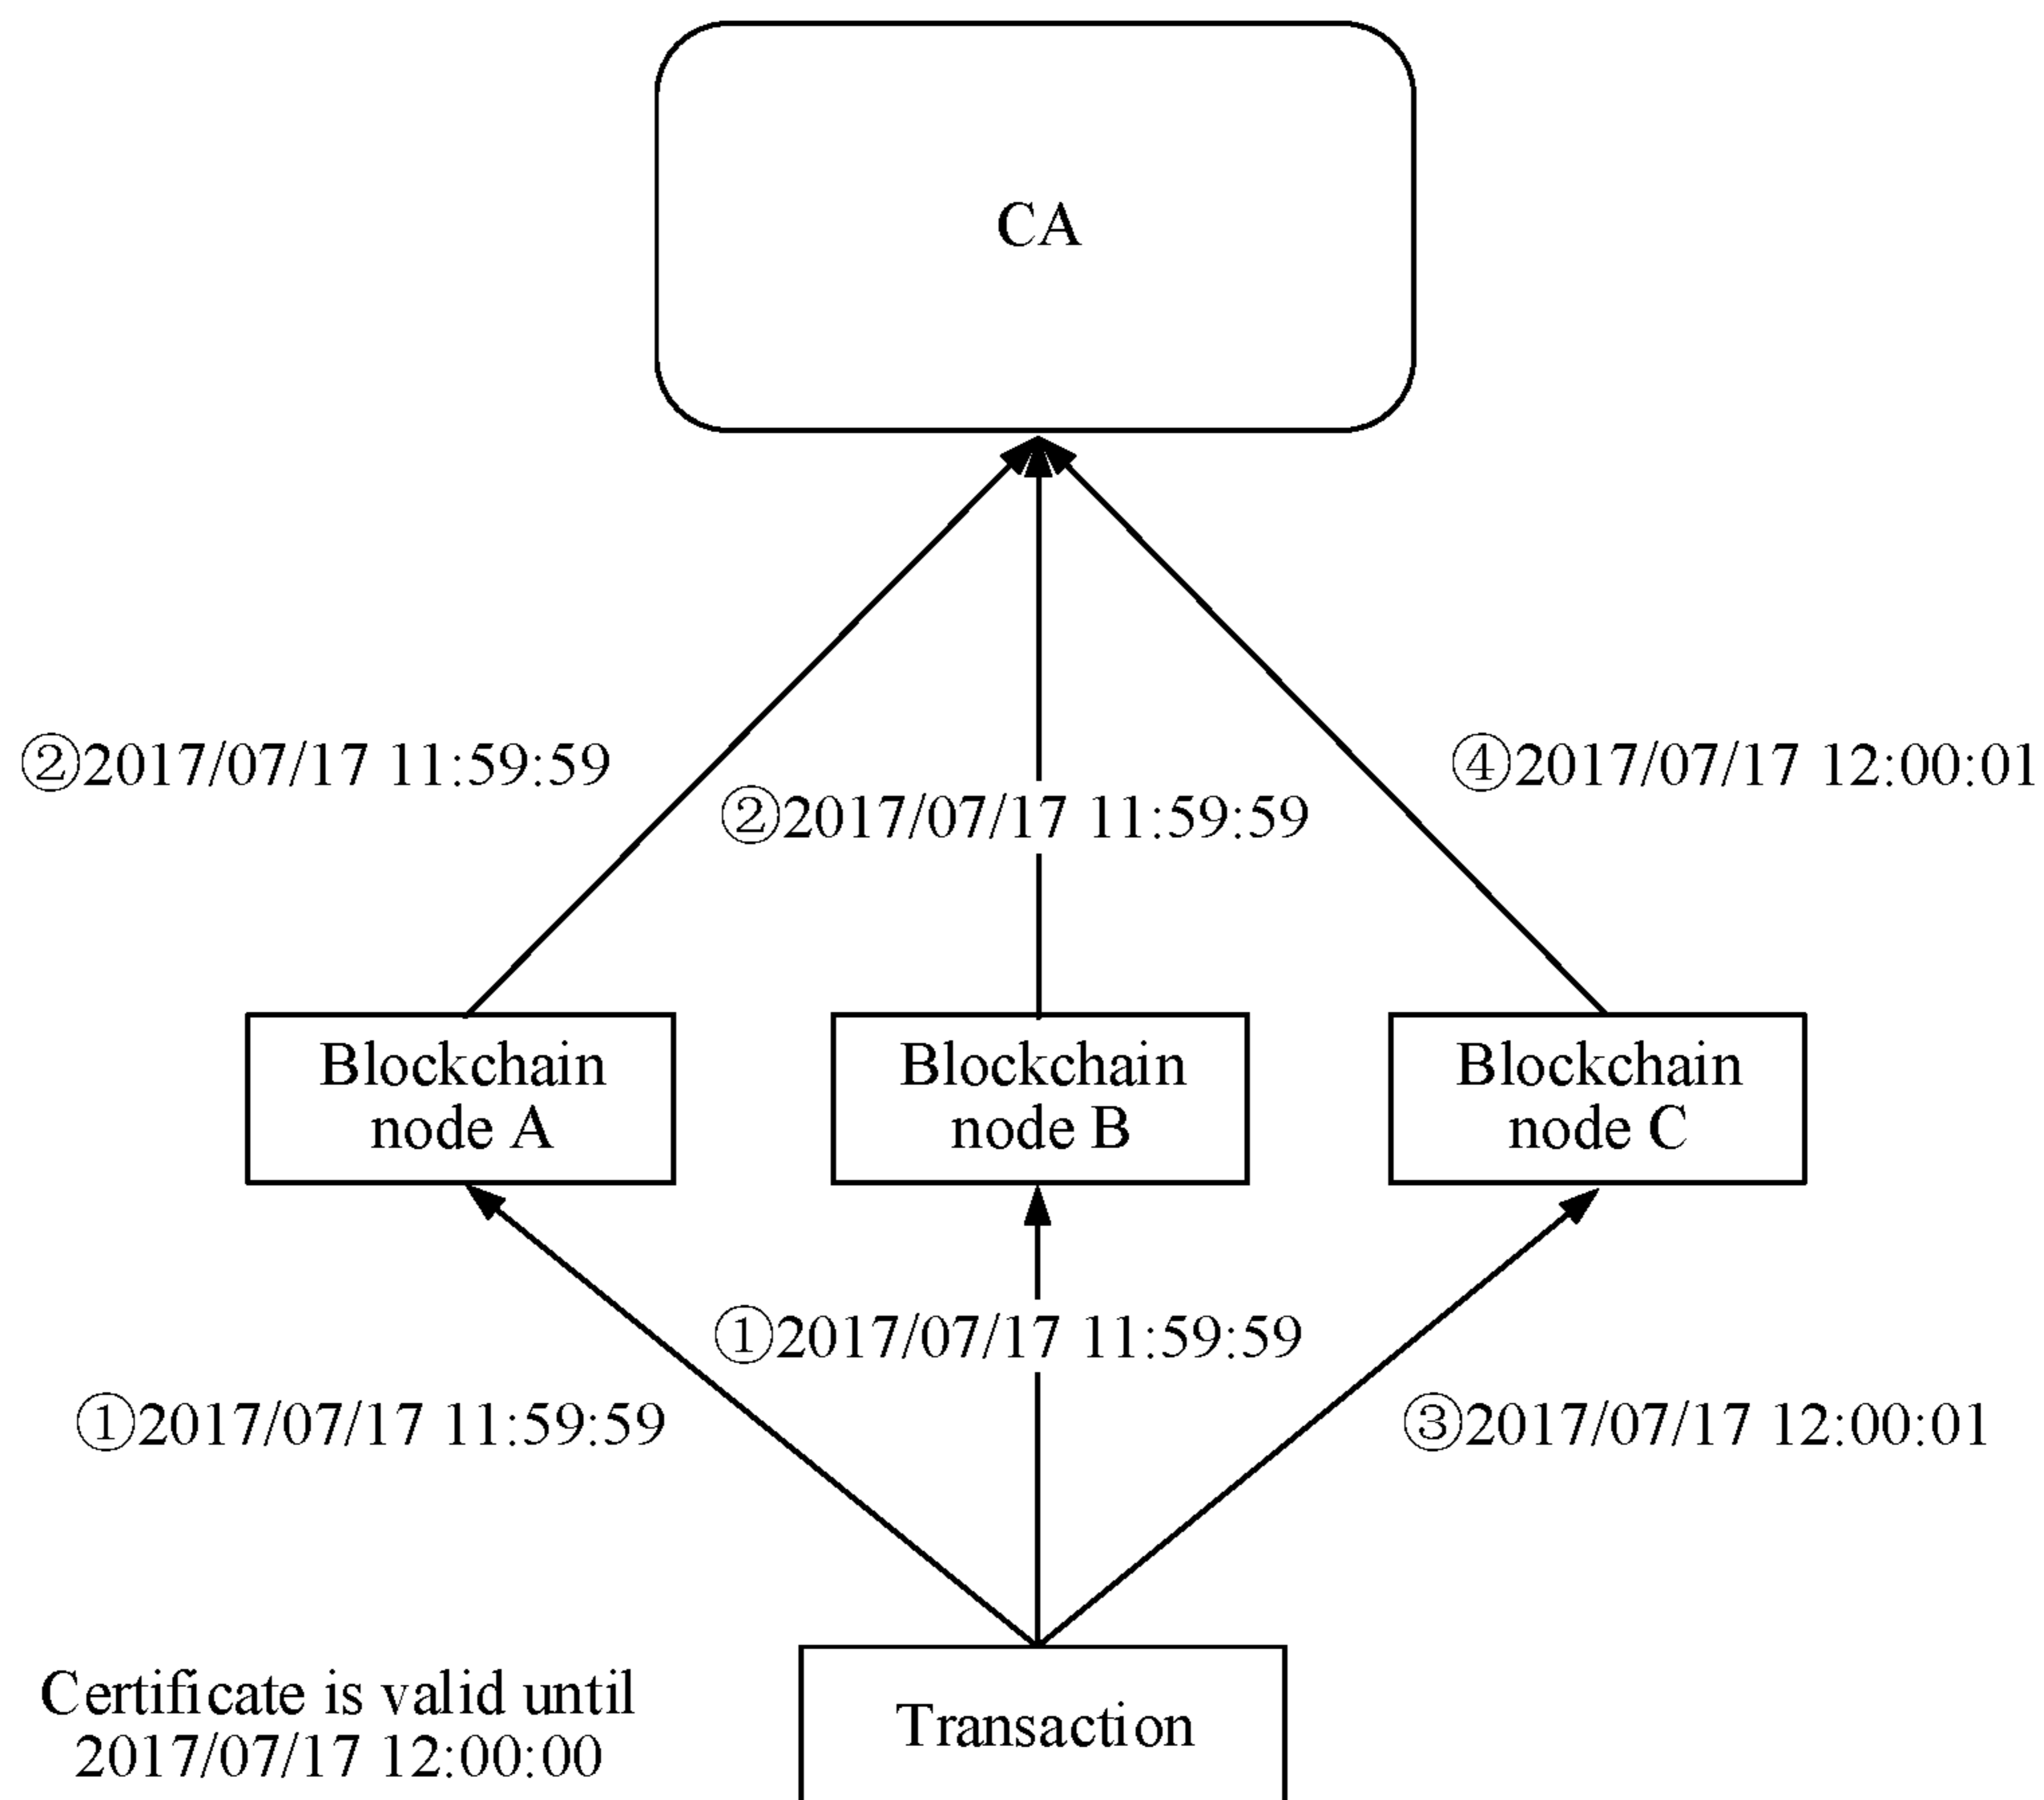 CA
②2017/07/17 11:59:59
②2017/07/17 11:59:59
④2017/07/17 12:00:01
Blockchain
node A
Blockchain
node B
Blockchain
node C
①2017/07/17 11:59:59
①2017/07/17 11:59:59
③2017/07/17 12:00:01
Certificate is valid until
2017/07/17 12:00:00
Transaction